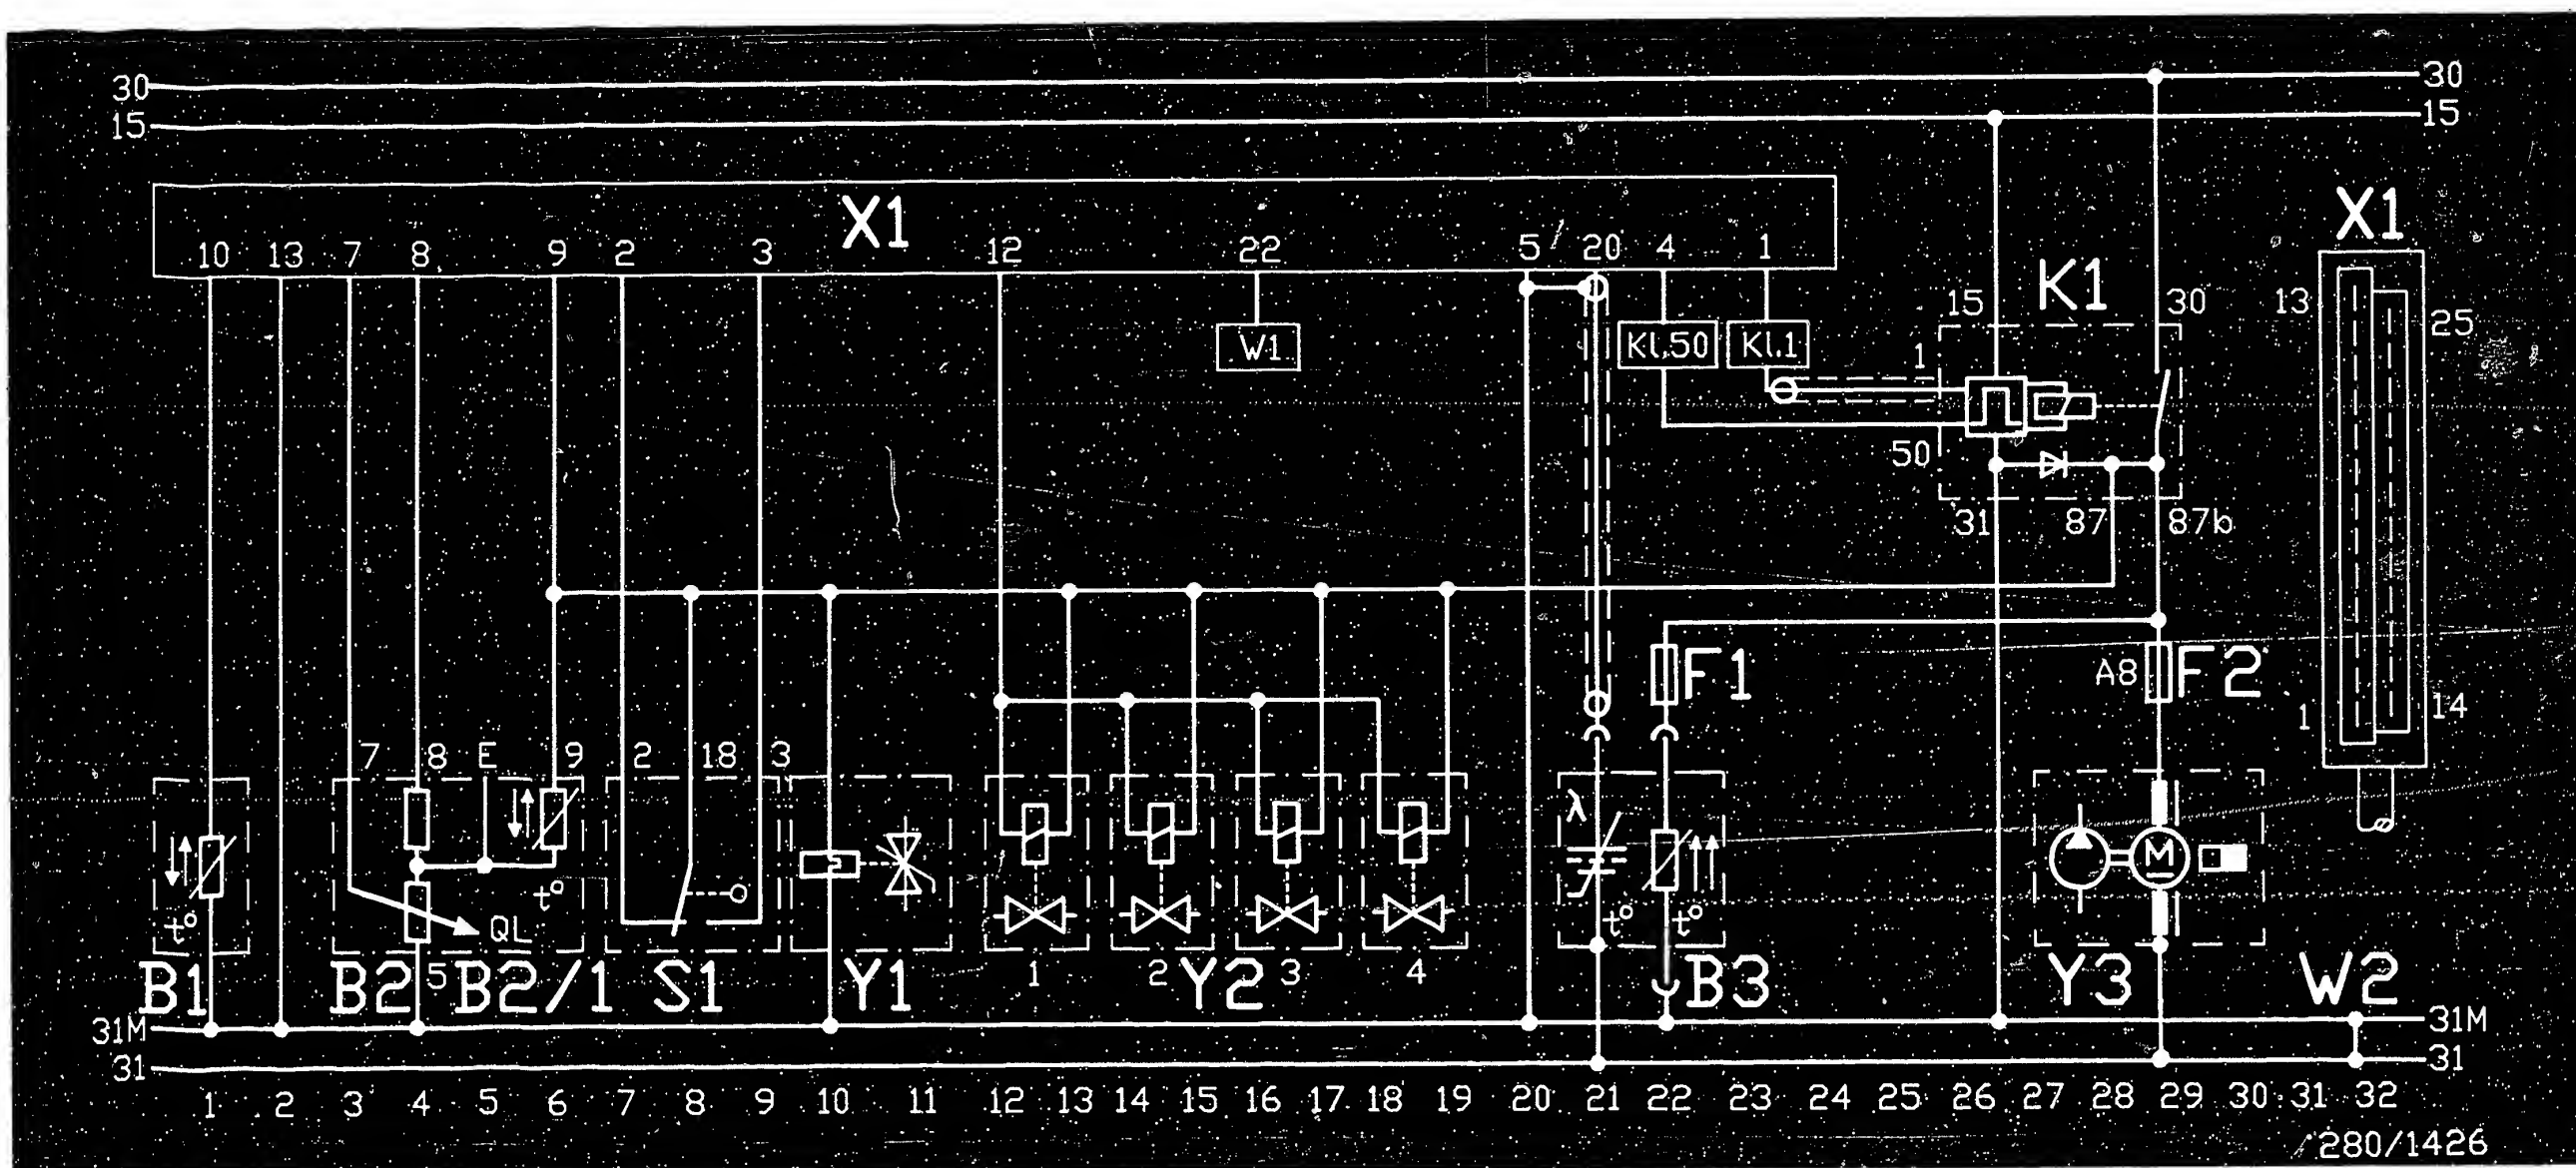 30 30
15 15
X1 X1
10 13 7 8 9 2 3 12 22 5 20 4 1
K1
15 30 13 25
W1 Kl.50 Kl.1 1
50
31 87 87b
F1 A8 F2
1 14
7 8 E 9 2 18 3
λ
t° t° t° t°
QL
M
B1 B2 5 B2/1 S1 Y1 1 2 Y2 3 4 B3 Y3 W2
31M 31M
31 31
1 2 3 4 5 6 7 8 9 10 11 12 13 14 15 16 17 18 19 20 21 22 23 24 25 26 27 28 29 30 31 32
280/1426